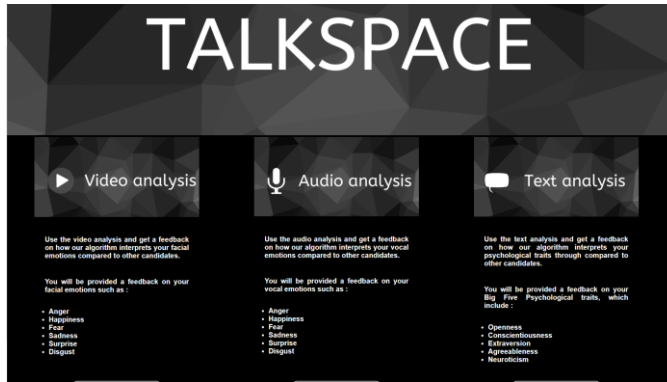 TALKSPACE
Video analysis
Use the video analysis and get a feedback
on how our algorithm interprets your facial
emotions compared to other candidates.
You will be provided a feedback on your
facial emotions such as :
• Anger
• Happiness
• Fear
• Sadness
• Surprise
• Disgust
Audio analysis
Use the audio analysis and get a feedback
on how our algorithm interprets your vocal
emotions compared to other candidates.
You will be provided a feedback on your
vocal emotions such as :
• Anger
• Happiness
• Fear
• Sadness
• Surprise
• Disgust
Text analysis
Use the text analysis and get a feedback
on how our algorithm interprets your
psychological traits through compared to
other candidates.
You will be provided a feedback on your
Big Five Psychological traits, which
include :
• Openness
• Conscientiousness
• Extraversion
• Agreeableness
• Neuroticism